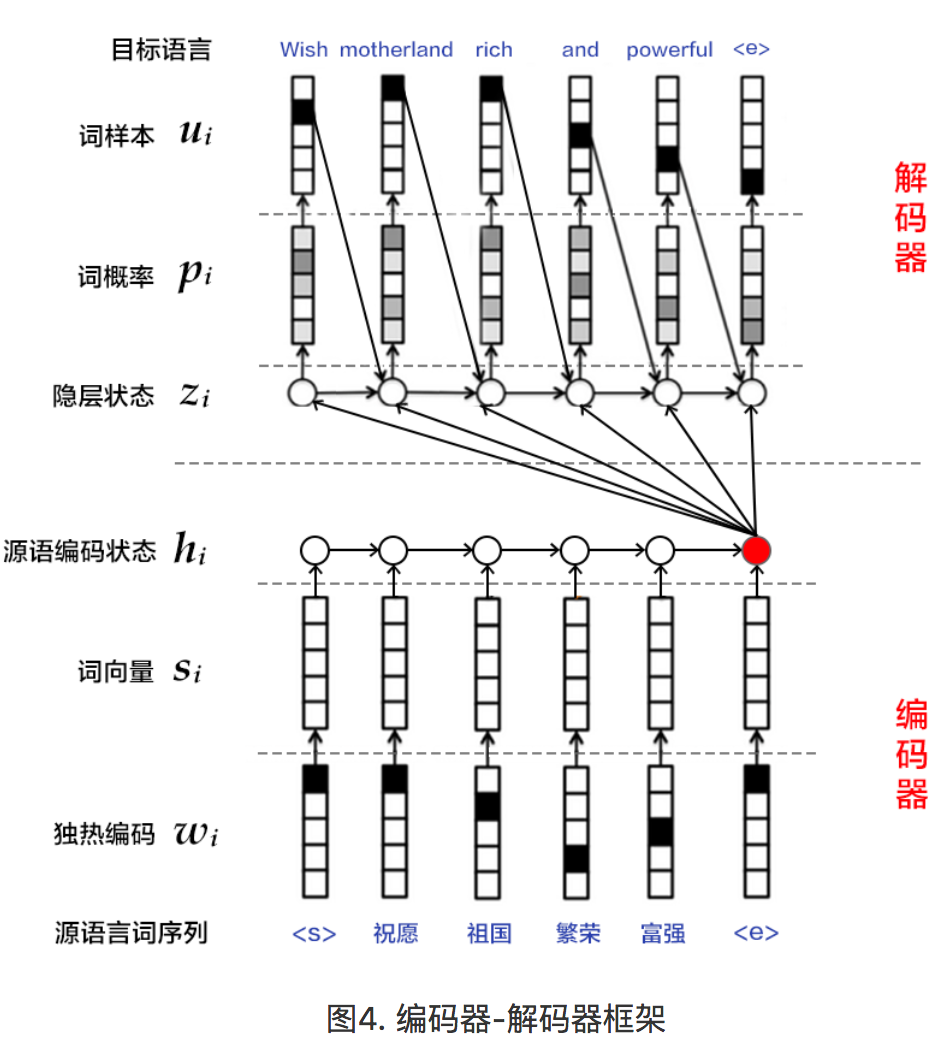 目标语言 Wish motherland rich and powerful <e>
词样本 u_i
解码器
词概率 p_i
隐层状态 z_i
源语编码状态 h_i
词向量 s_i
编码器
独热编码 w_i
源语言词序列 <s> 祝愿 祖国 繁荣 富强 <e>
图4. 编码器-解码器框架